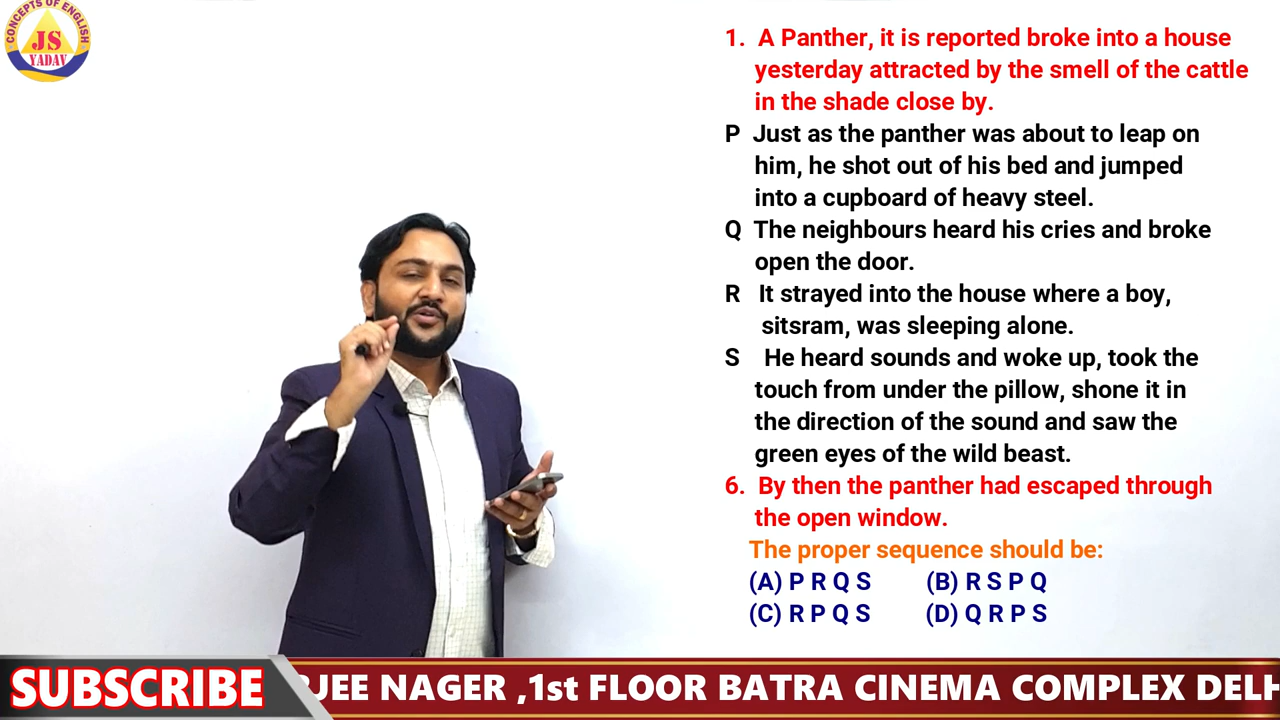 CONCEPTS OF ENGLISH
JS
YADAV
1. A Panther, it is reported broke into a house
yesterday attracted by the smell of the cattle
in the shade close by.
P Just as the panther was about to leap on
him, he shot out of his bed and jumped
into a cupboard of heavy steel.
Q The neighbours heard his cries and broke
open the door.
R It strayed into the house where a boy,
sitsram, was sleeping alone.
S He heard sounds and woke up, took the
touch from under the pillow, shone it in
the direction of the sound and saw the
green eyes of the wild beast.
6. By then the panther had escaped through
the open window.
The proper sequence should be:
(A) P R Q S (B) R S P Q
(C) R P Q S (D) Q R P S
SUBSCRIBE
RJEE NAGER ,1st FLOOR BATRA CINEMA COMPLEX DELH